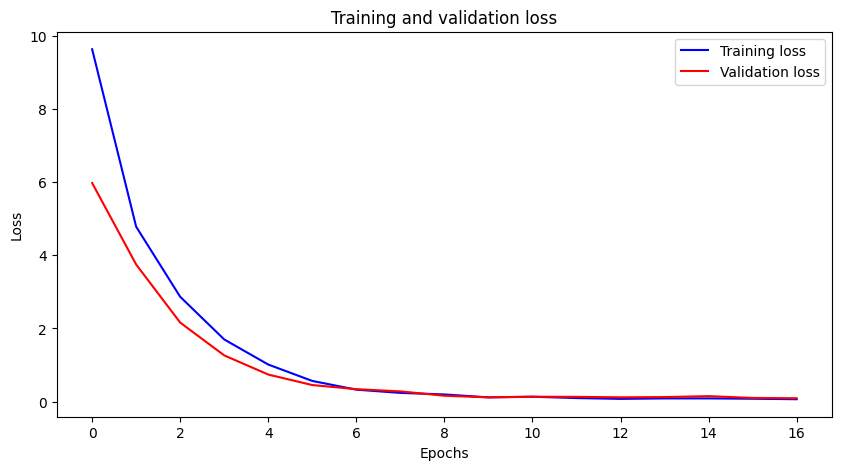 Training and validation loss
Training loss
Validation loss
Loss
10
8
6
4
2
0
0 2 4 6 8 10 12 14 16
Epochs